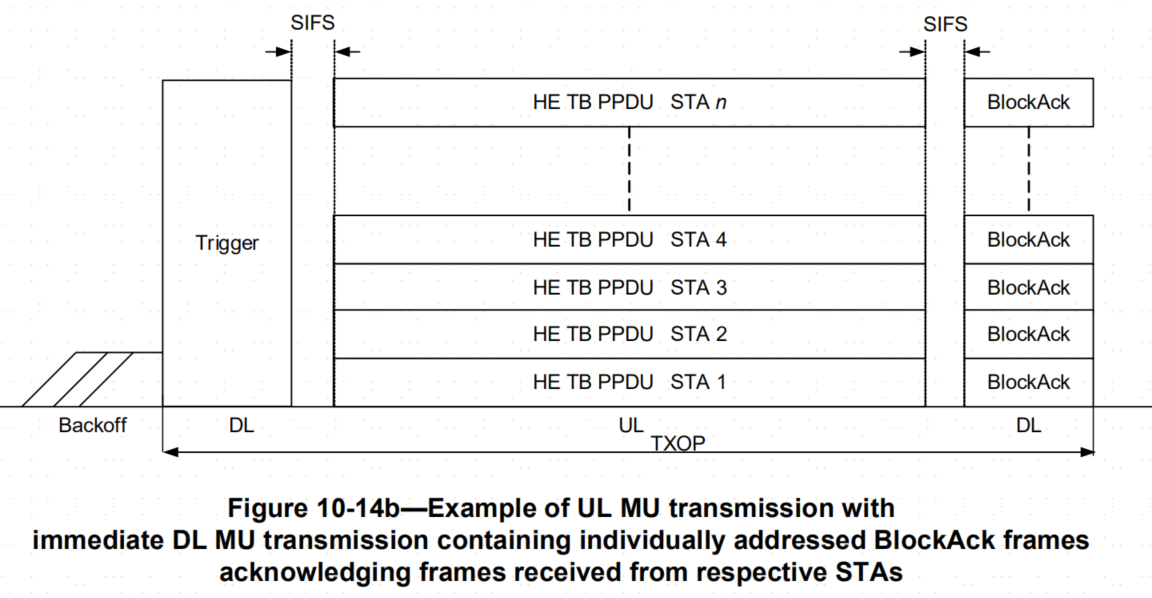 SIFS
SIFS
HE TB PPDU STA n
BlockAck
Trigger
HE TB PPDU STA 4
BlockAck
HE TB PPDU STA 3
BlockAck
HE TB PPDU STA 2
BlockAck
HE TB PPDU STA 1
BlockAck
Backoff
DL
UL
DL
TXOP
Figure 10-14b—Example of UL MU transmission with
immediate DL MU transmission containing individually addressed BlockAck frames
acknowledging frames received from respective STAs